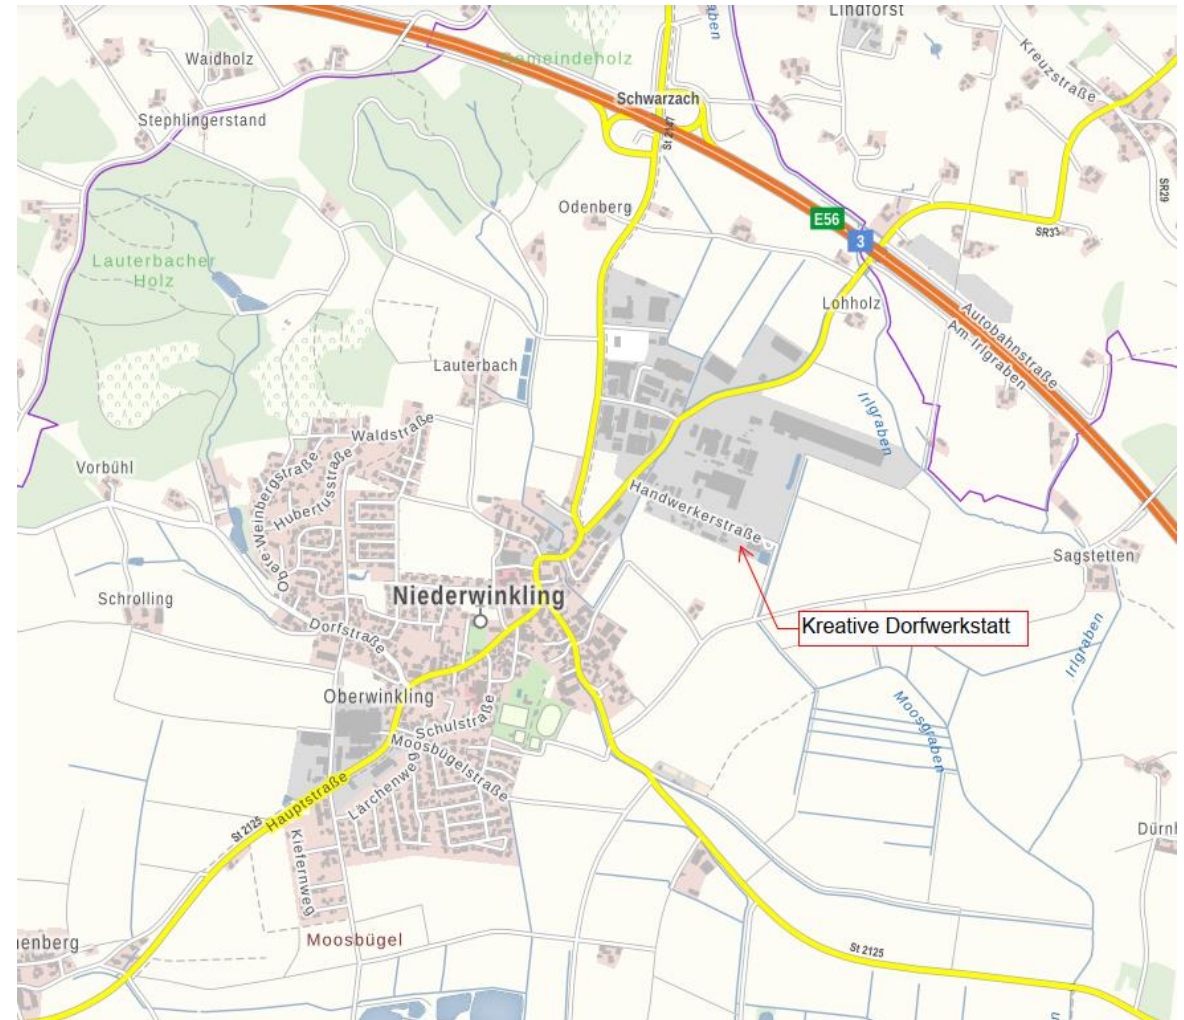 Lindforst
Gemeindeholz
Waidholz
Kreuzstraße
Schwarzach
Stephlingerstand
St 2147
SR29
Odenberg
E56
SR33
3
Lauterbacher
Holz
Lohholz
Autobahnstraße
Am-Irlgraben
Lauterbach
Irlgraben
Waldstraße
Vorbühl
Obere-Weinbergstraße
Hubertusstraße
Handwerkerstraße
Sagstetten
Niederwinkling
Schrolling
Dorfstraße
Kreative Dorfwerkstatt
Irlgraben
Oberwinkling
Schulstraße
Moosgraben
Moosbügelstraße
Lärchenweg
Hauptstraße
St 2125
Kiefernweg
Moosbügel
St 2125